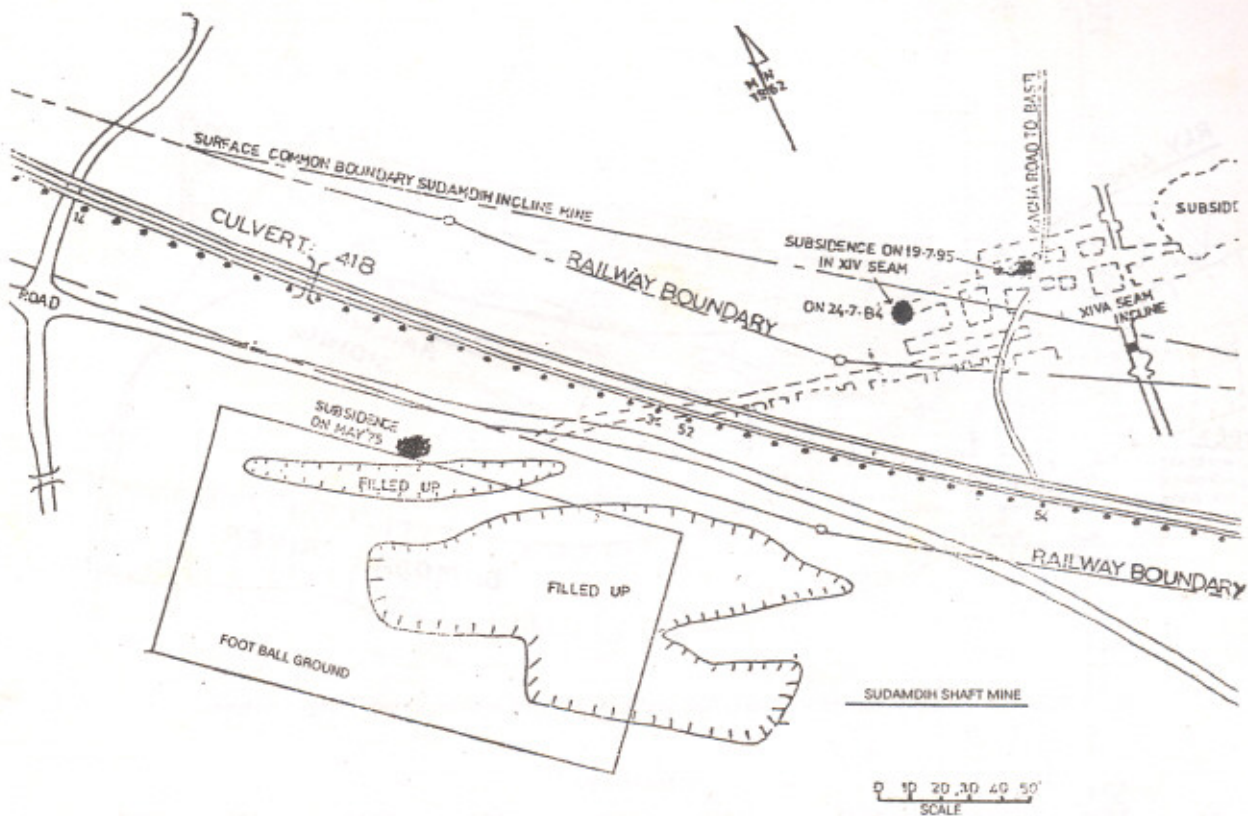 M N
1962
KACHA ROAD TO BASTI
SURFACE COMMON BOUNDARY SUDAMDIH INCLINE MINE
SUBSIDE
CULVERT:
418
RAILWAY BOUNDARY
SUBSIDENCE ON 19-7-95
IN XIV SEAM
ON 24-7-84
XIVA SEAM
INCLINE
12
ROAD
SUBSIDENCE
ON MAY'75
52
FILLED UP
54
RAILWAY BOUNDARY
FILLED UP
FOOT BALL GROUND
SUDAMDIH SHAFT MINE
0 10 20 30 40 50'
SCALE